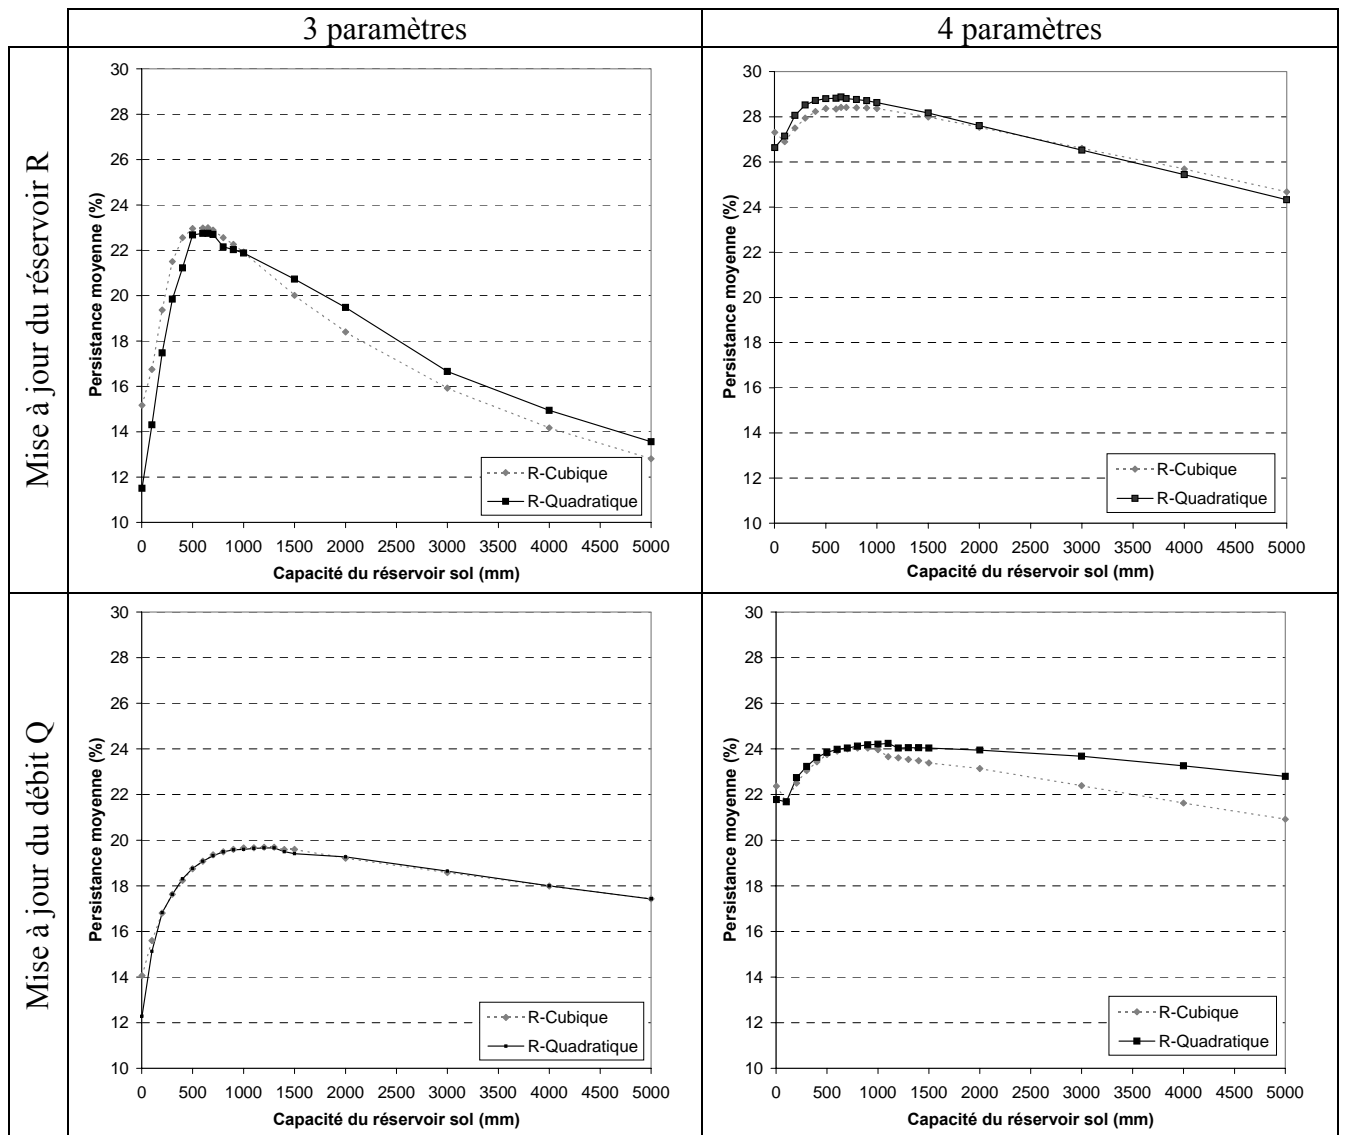 3 paramètres
4 paramètres
Mise à jour du réservoir R
30
28
26
24
22
20
18
16
14
12
10
Persistance moyenne (%)
R-Cubique
R-Quadratique
0 500 1000 1500 2000 2500 3000 3500 4000 4500 5000
Capacité du réservoir sol (mm)
30
28
26
24
22
20
18
16
14
12
10
Persistance moyenne (%)
R-Cubique
R-Quadratique
0 500 1000 1500 2000 2500 3000 3500 4000 4500 5000
Capacité du réservoir sol (mm)
Mise à jour du débit Q
30
28
26
24
22
20
18
16
14
12
10
Persistance moyenne (%)
R-Cubique
R-Quadratique
0 500 1000 1500 2000 2500 3000 3500 4000 4500 5000
Capacité du réservoir sol (mm)
30
28
26
24
22
20
18
16
14
12
10
Persistance moyenne (%)
R-Cubique
R-Quadratique
0 500 1000 1500 2000 2500 3000 3500 4000 4500 5000
Capacité du réservoir sol (mm)